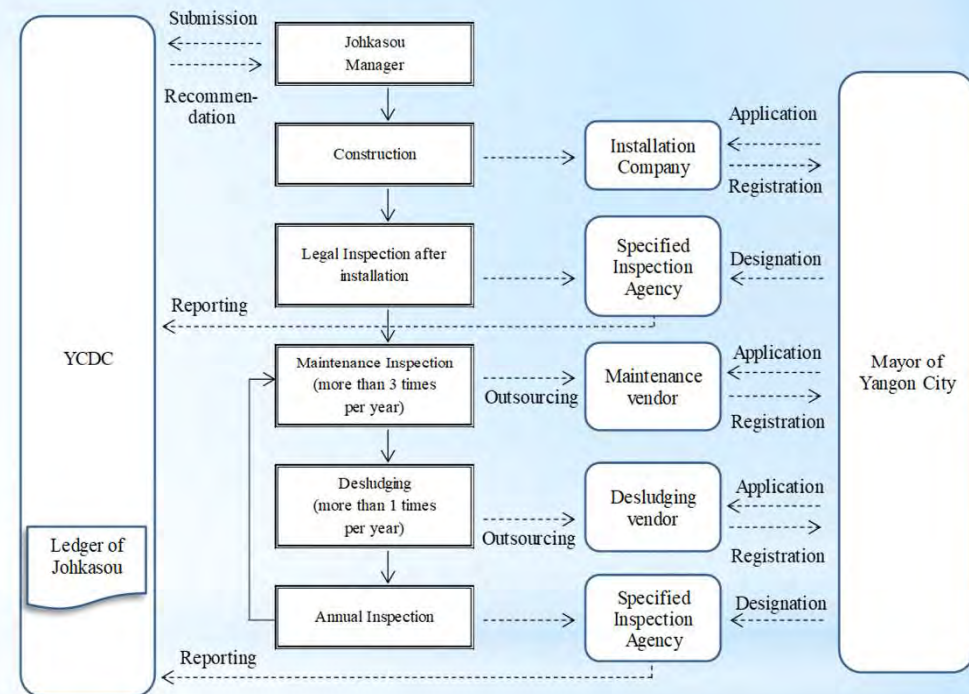 Submission
Johkasou
Manager
Recommen-
dation
Application
Construction
Installation
Company
Registration
Legal Inspection after
installation
Specified
Inspection
Agency
Designation
Reporting
YCDC
Maintenance Inspection
(more than 3 times
per year)
Outsourcing
Maintenance
vendor
Application
Registration
Mayor of
Yangon City
Desludging
(more than 1 times
per year)
Outsourcing
Desludging
vendor
Application
Registration
Ledger of
Johkasou
Annual Inspection
Specified
Inspection
Agency
Designation
Reporting